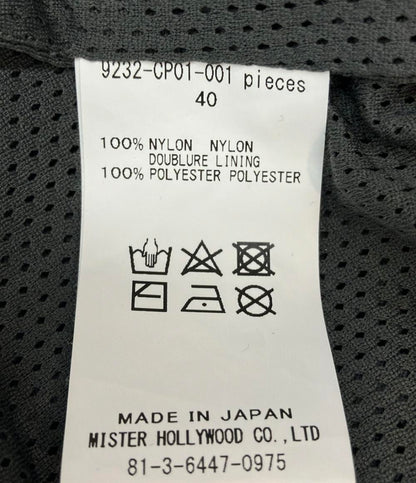 9232-CP01-001 pieces
40
100% NYLON NYLON
DOUBLURE LINING
100% POLYESTER POLYESTER
MADE IN JAPAN
MISTER HOLLYWOOD CO.,LTD
81-3-6447-0975